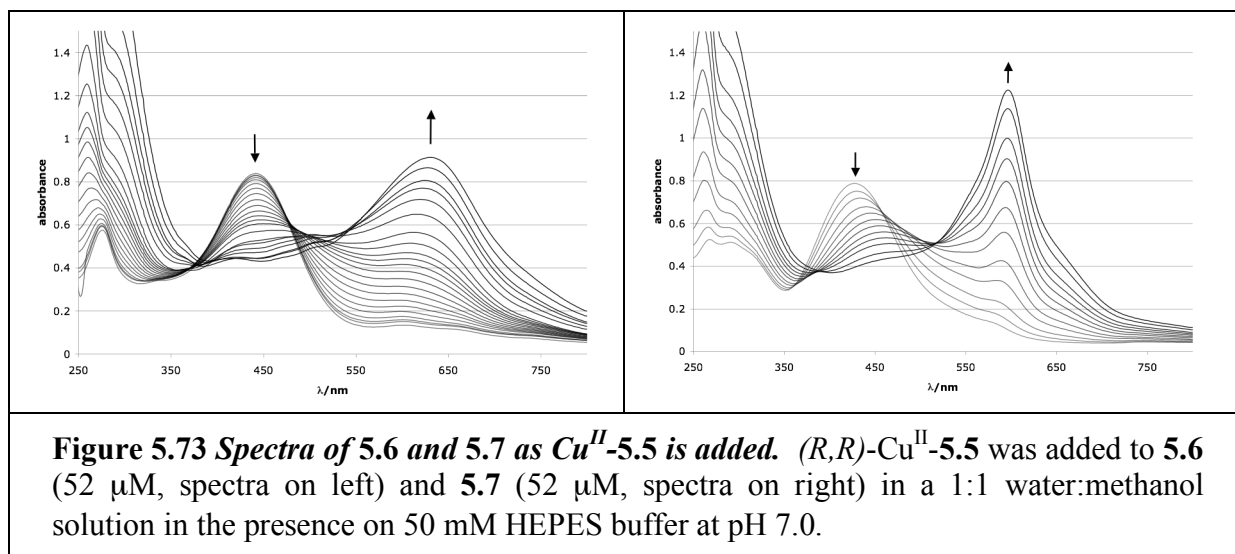 1.4
1.2
1
0.8
0.6
0.4
0.2
0
absorbance
250 350 450 550 650 750
λ/nm
1.4
1.2
1
0.8
0.6
0.4
0.2
0
absorbance
250 350 450 550 650 750
λ/nm
Figure 5.73 Spectra of 5.6 and 5.7 as Cu^II-5.5 is added. (R,R)-Cu^II-5.5 was added to 5.6
(52 μM, spectra on left) and 5.7 (52 μM, spectra on right) in a 1:1 water:methanol
solution in the presence on 50 mM HEPES buffer at pH 7.0.